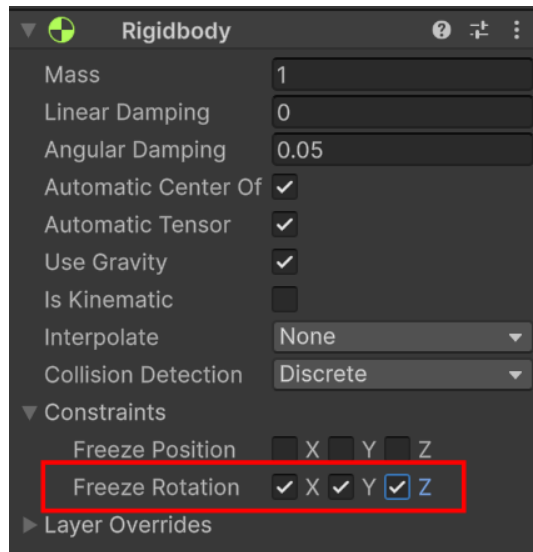 Rigidbody
Mass 1
Linear Damping 0
Angular Damping 0.05
Automatic Center Of
Automatic Tensor
Use Gravity
Is Kinematic
Interpolate None
Collision Detection Discrete
Constraints
Freeze Position X Y Z
Freeze Rotation X Y Z
Layer Overrides